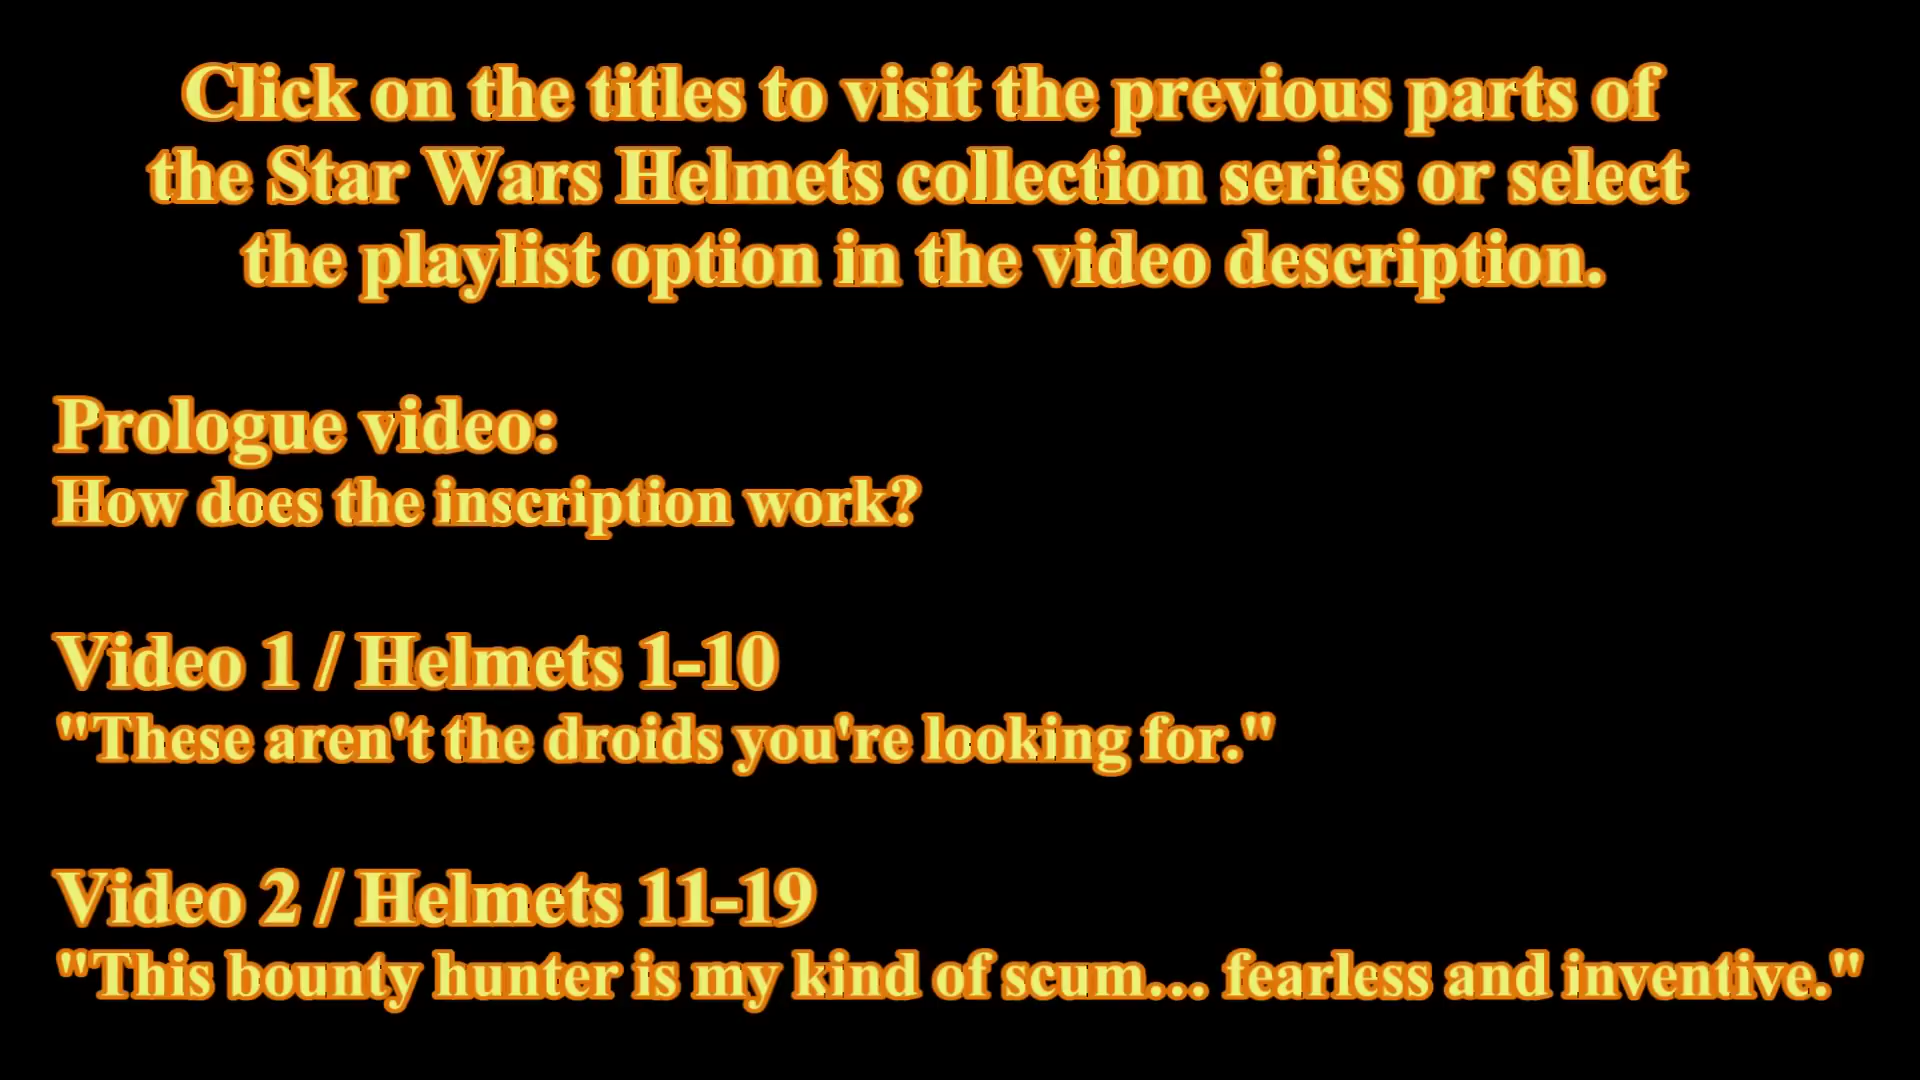 Click on the titles to visit the previous parts of
the Star Wars Helmets collection series or select
the playlist option in the video description.
Prologue video:
How does the inscription work?
Video 1 / Helmets 1-10
"These aren't the droids you're looking for."
Video 2 / Helmets 11-19
"This bounty hunter is my kind of scum... fearless and inventive."